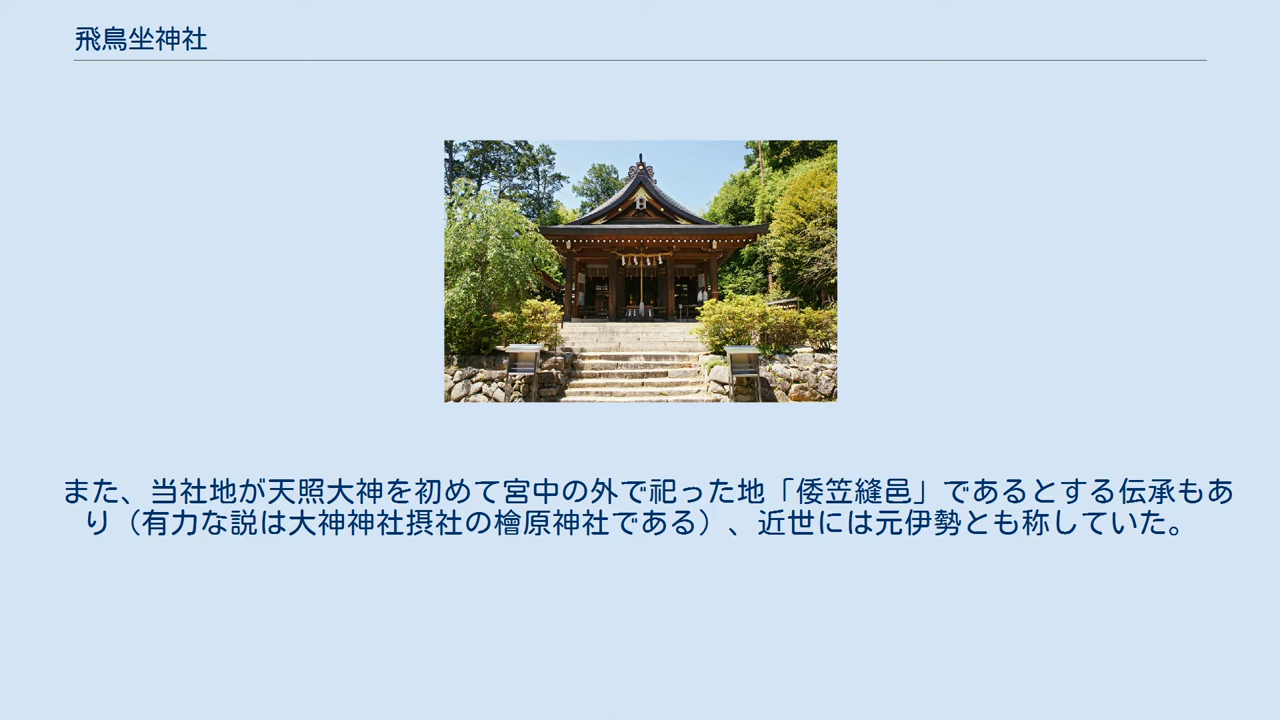 飛鳥坐神社
また、当社地が天照大神を初めて宮中の外で祀った地「倭笠縫邑」であるとする伝承もあ
り（有力な説は大神神社摂社の檜原神社である）、近世には元伊勢とも称していた。